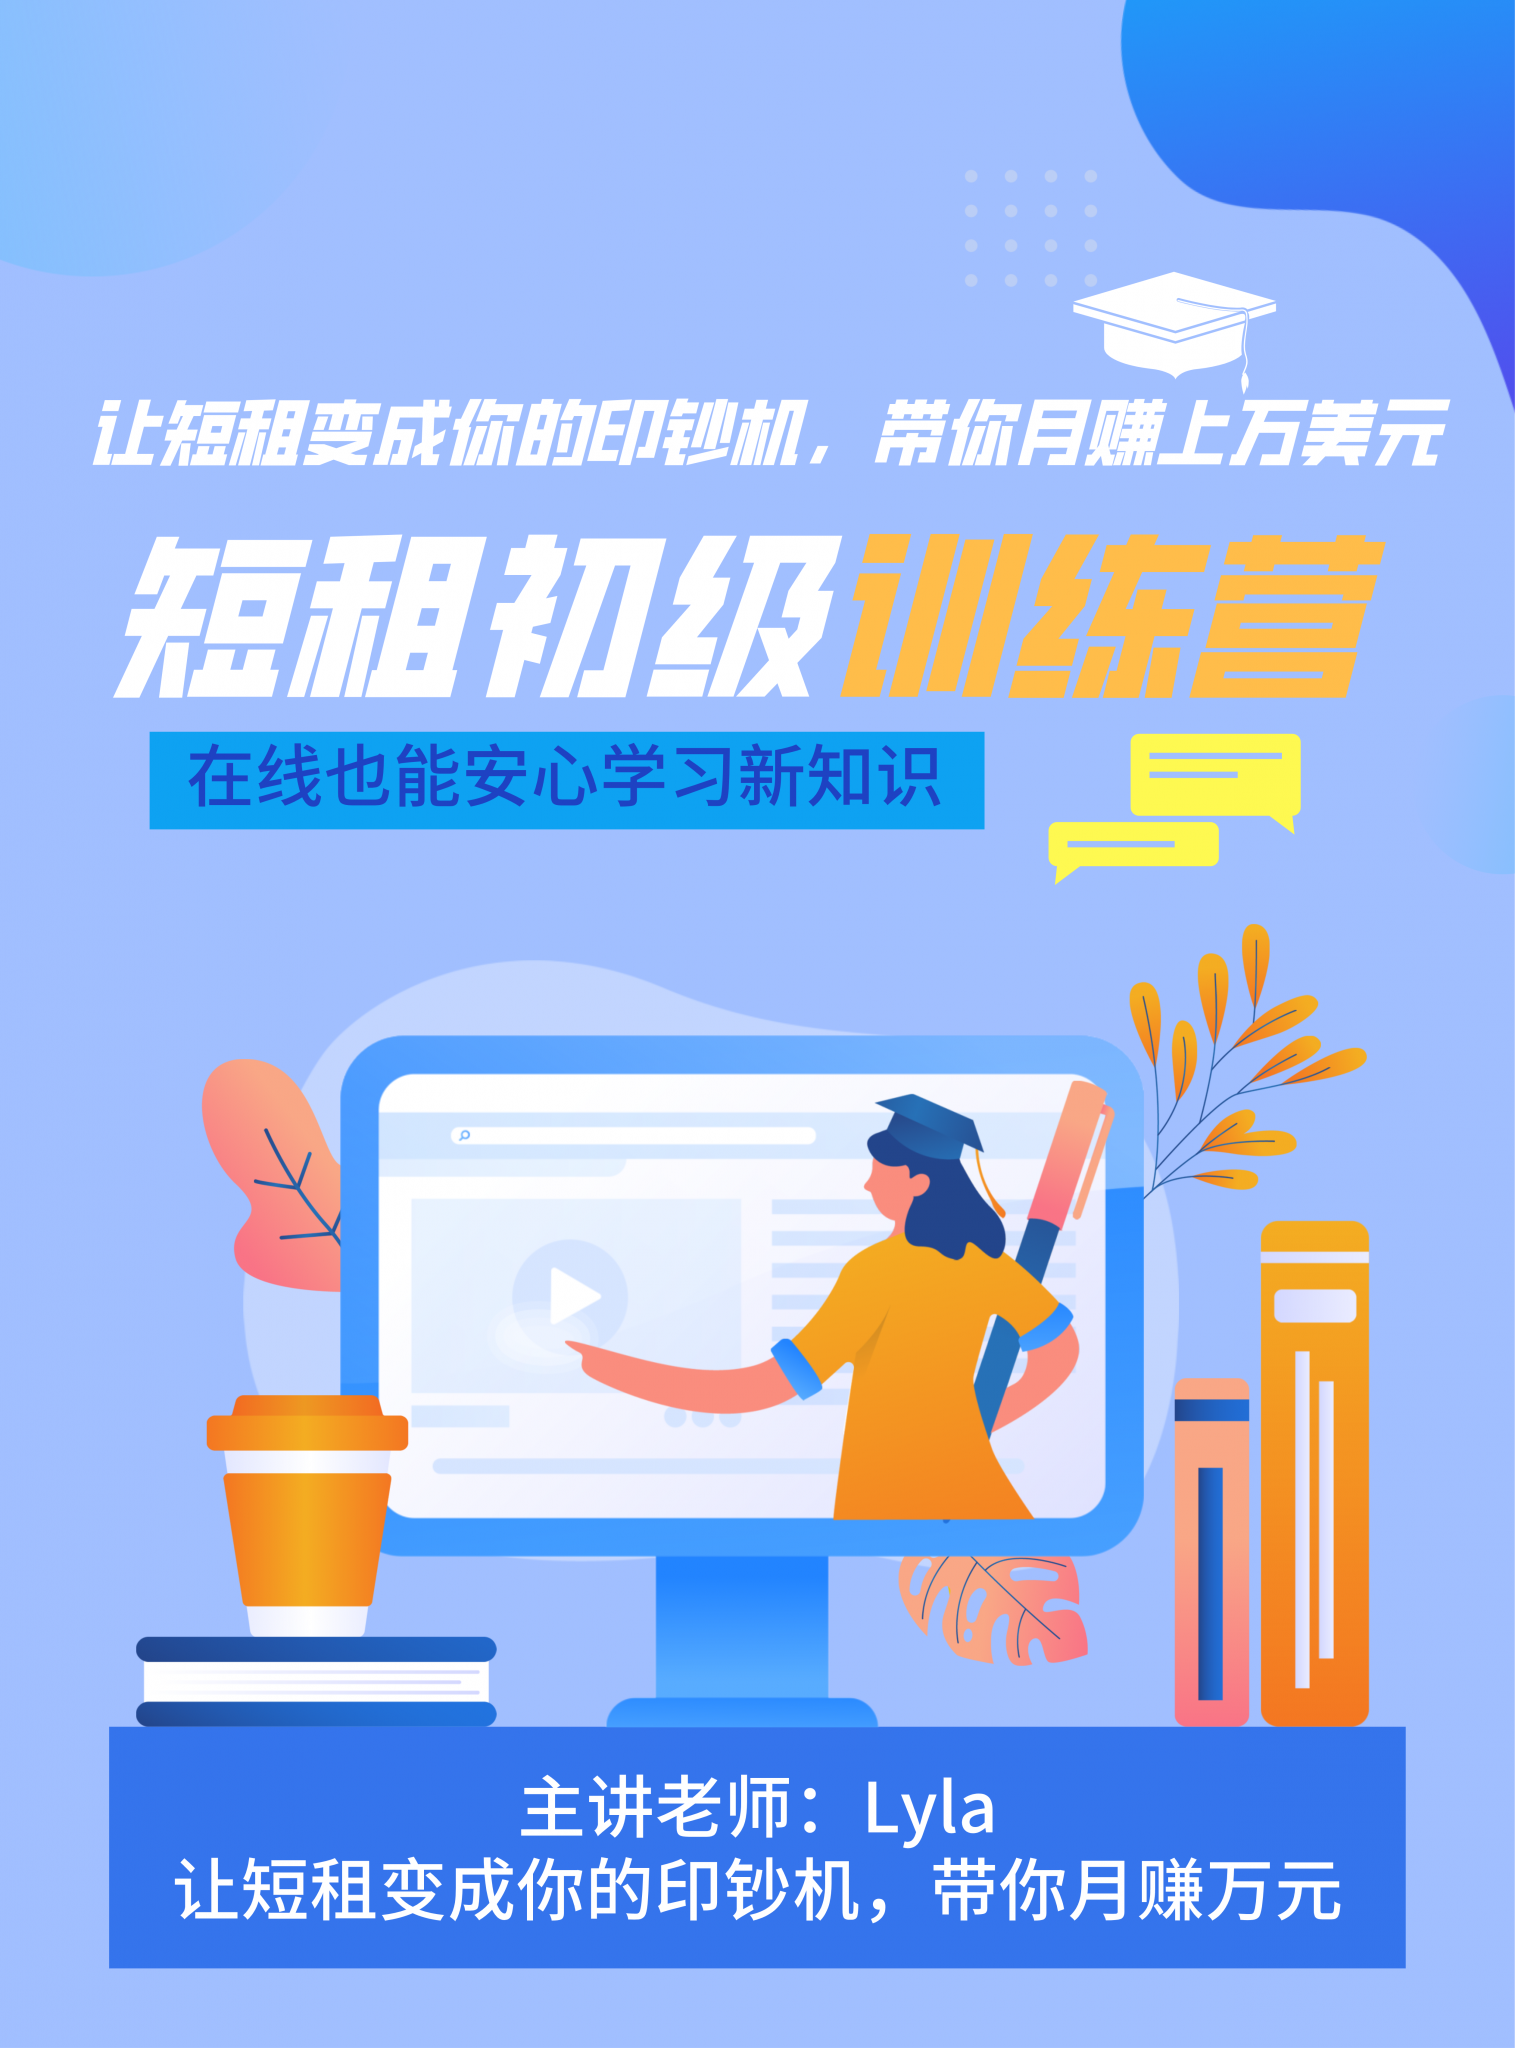 让短租变成你的印钞机，带你月赚上万美元
短租初级训练营
在线也能安心学习新知识
主讲老师：Lyla
让短租变成你的印钞机，带你月赚万元